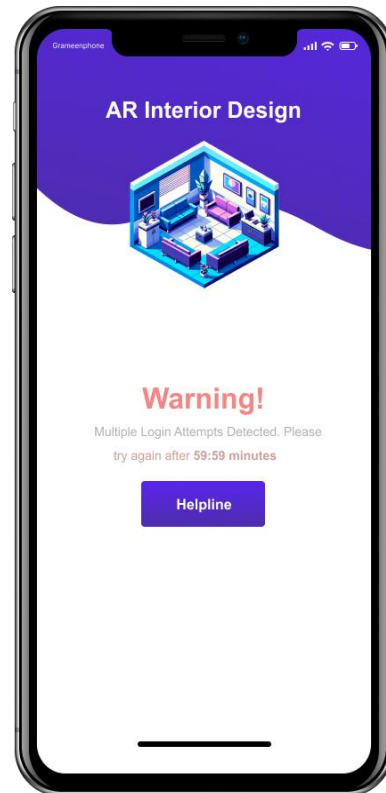 Grameenphone
AR Interior Design
Warning!
Multiple Login Attempts Detected. Please
try again after 59:59 minutes
Helpline